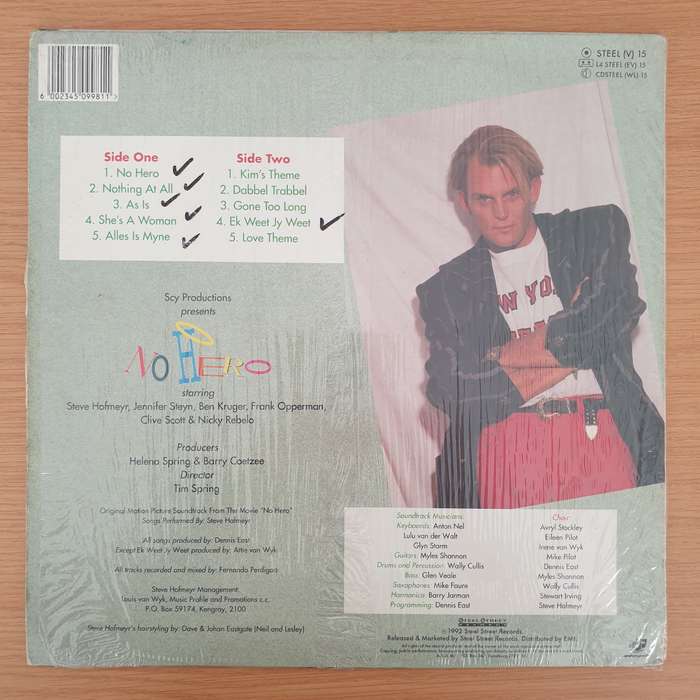 STEEL (V) 15
L4 STEEL (EV) 15
CDSTEEL (WL) 15
6 002345 099811 >
Side One
1. No Hero
2. Nothing At All
3. As Is
4. She's A Woman
5. Alles Is Myne
Side Two
1. Kim's Theme
2. Dabbel Trabbel
3. Gone Too Long
4. Ek Weet Jy Weet
5. Love Theme
NEW YO
Scy Productions
presents
NO HERO
starring
Steve Hofmeyr, Jennifer Steyn, Ben Kruger, Frank Opperman,
Clive Scott & Nicky Rebelo
Producers
Helena Spring & Barry Coetzee
Director
Tim Spring
Original Motion Picture Soundtrack From The Movie "No Hero"
Songs Performed By: Steve Hofmeyr
All songs produced by: Dennis East
Except Ek Weet Jy Weet produced by: Attie van Wyk
All tracks recorded and mixed by: Fernando Perdigao
Steve Hofmeyr Management:
Louis van Wyk, Music Profile and Promotions c.c.
P.O. Box 59174, Kengray, 2100
Steve Hofmeyr's hairstyling by: Dave & Johan Eastgate (Neil and Lesley)
Soundtrack Musicians:
Keyboards: Anton Nel
Lulu van der Walt
Glyn Storm
Guitars: Myles Shannon
Drums and Percussion: Wally Cullis
Bass: Glen Veale
Saxophones: Mike Faure
Harmonica: Barry Jarman
Programming: Dennis East
Choir:
Avryl Stockley
Eileen Pilot
Irene van Wyk
Mike Pilot
Dennis East
Myles Shannon
Wally Cullis
Stewart Irving
Steve Hofmeyr
STEEL STREET
RECORDS
℗ 1992 Steel Street Records.
Released & Marketed by Steel Street Records. Distributed by EMI.